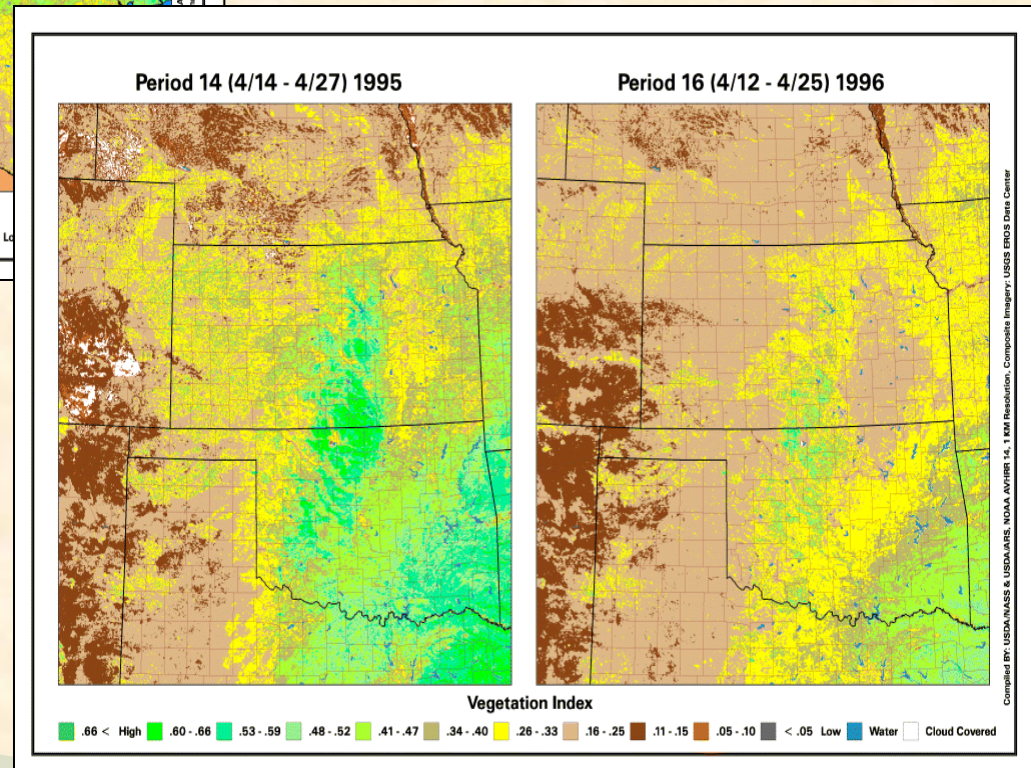 Lo
Period 14 (4/14 - 4/27) 1995
Period 16 (4/12 - 4/25) 1996
Compiled BY: USDA/NASS & USDA/ARS, NOAA AVHRR 14, 1 KM Resolution, Composite Imagery: USGS EROS Data Center
Vegetation Index
.66 < High .60 - .66 .53 - .59 .48 - .52 .41 - .47 .34 - .40 .26 - .33 .16 - .25 .11 - .15 .05 - .10 < .05 Low Water Cloud Covered